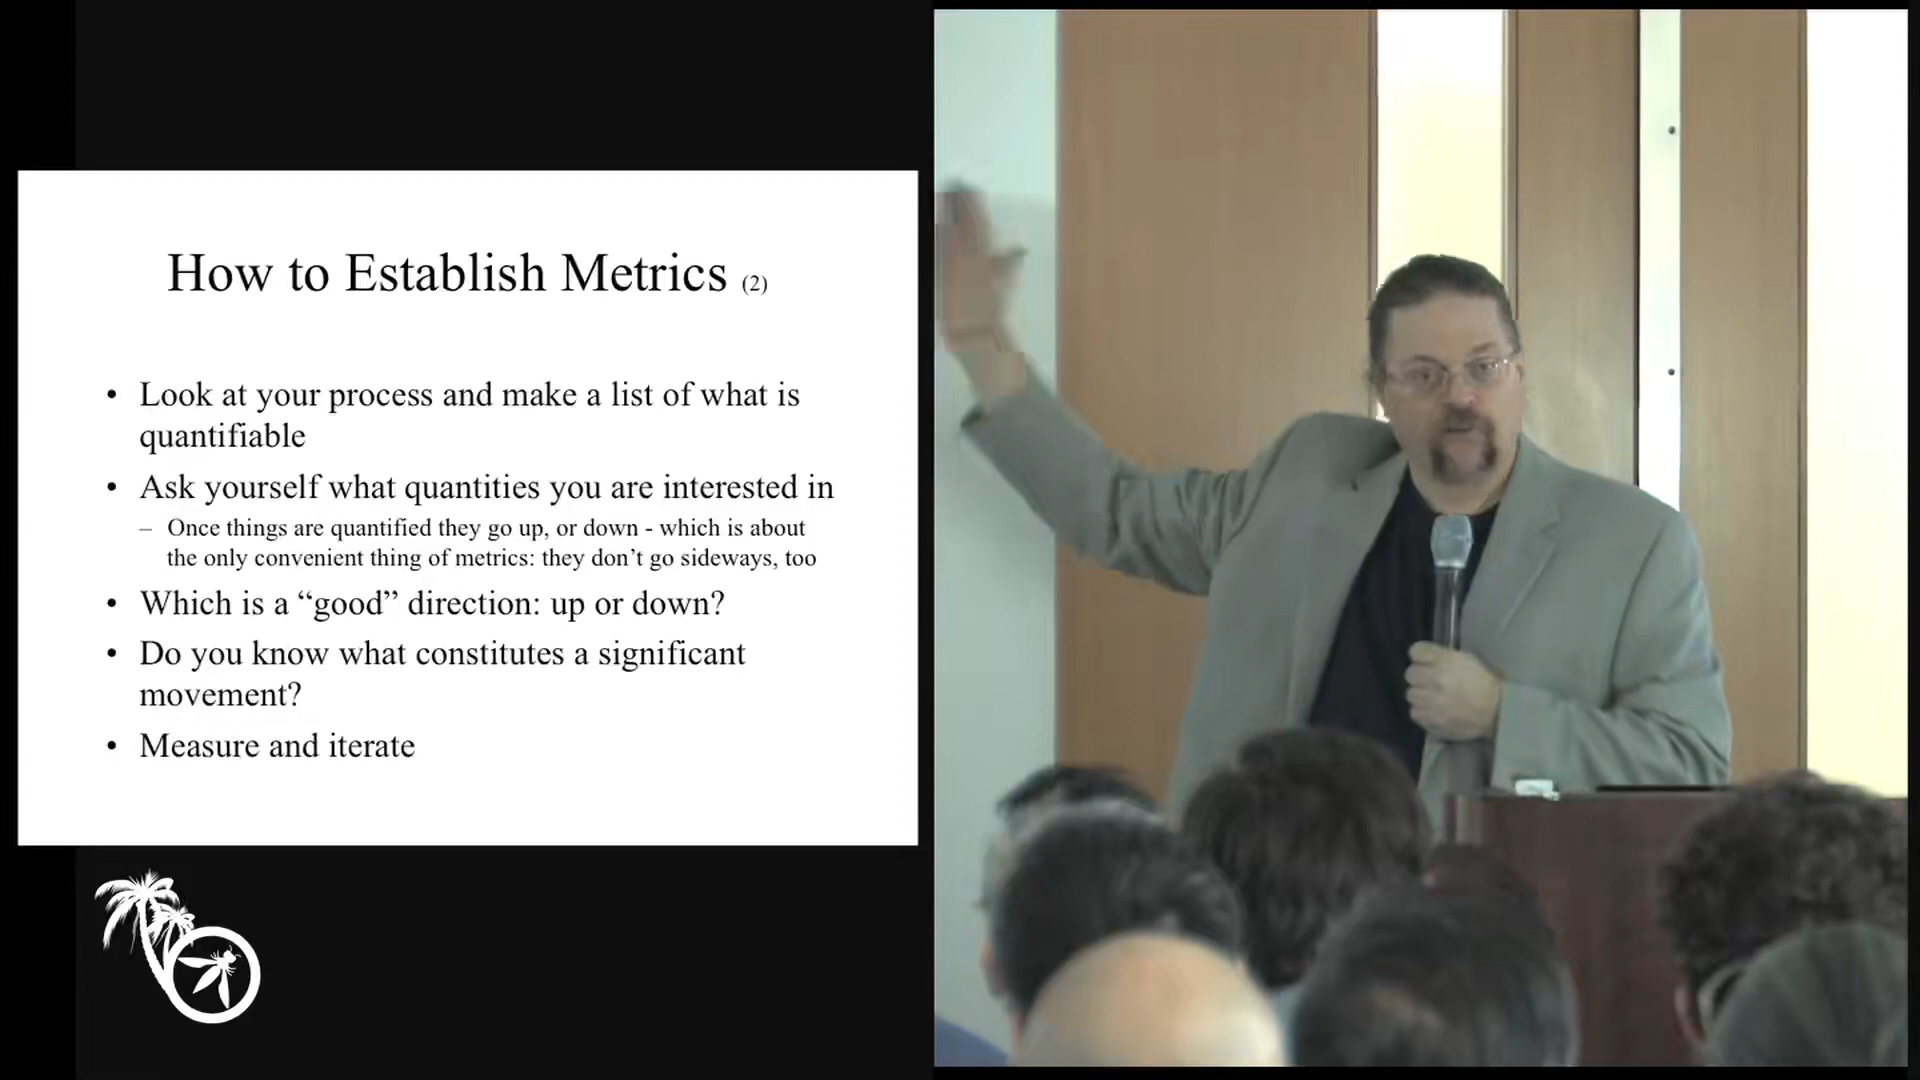 How to Establish Metrics (2)
• Look at your process and make a list of what is
quantifiable
• Ask yourself what quantities you are interested in
– Once things are quantified they go up, or down - which is about
the only convenient thing of metrics: they don’t go sideways, too
• Which is a “good” direction: up or down?
• Do you know what constitutes a significant
movement?
• Measure and iterate